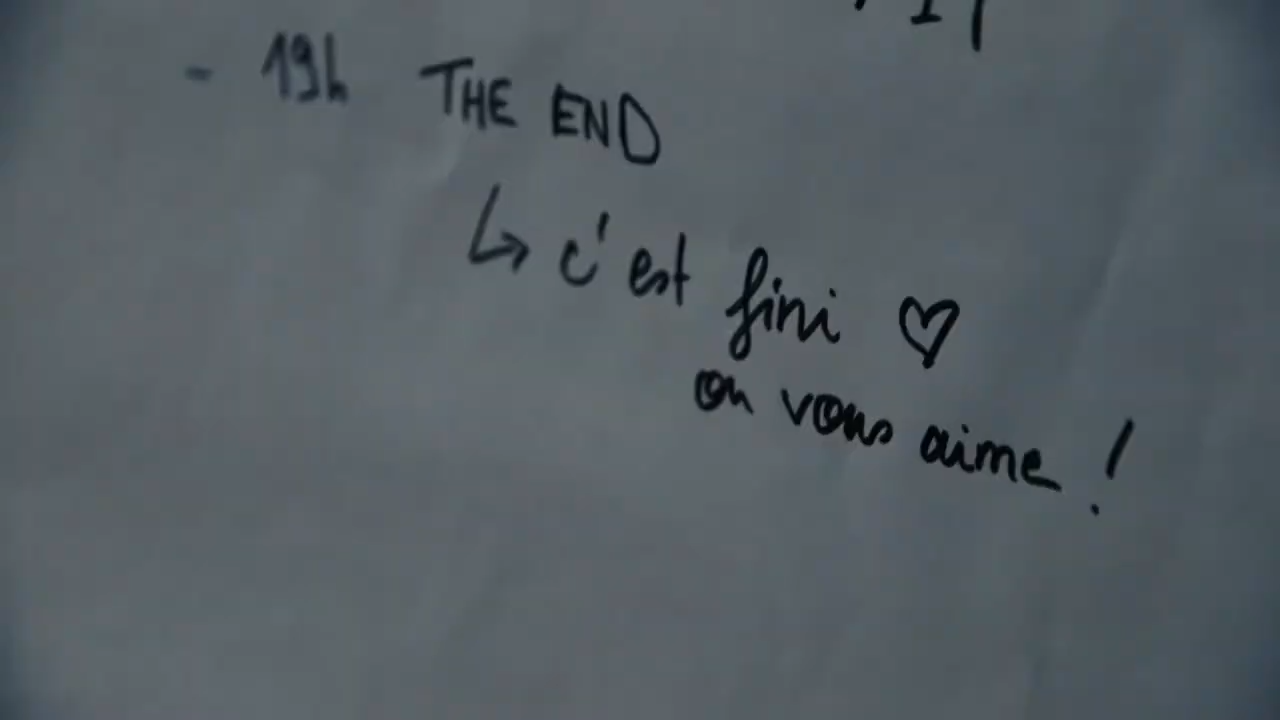 - 19h THE END
↳ c'est fini ♡
on vous aime !